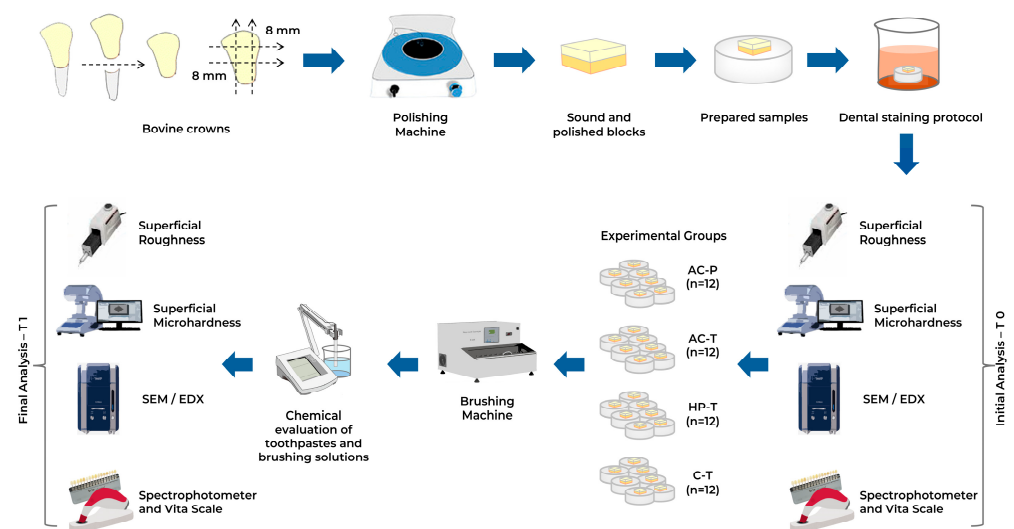 8 mm
8 mm
Bovine crowns
Polishing
Machine
Sound and
polished blocks
Prepared samples
Dental staining protocol
Final Analysis – T 1
Superficial
Roughness
Superficial
Microhardness
SEM / EDX
Spectrophotometer
and Vita Scale
Chemical
evaluation of
toothpastes and
brushing solutions
Brushing
Machine
Experimental Groups
AC-P
(n=12)
AC-T
(n=12)
HP-T
(n=12)
C-T
(n=12)
Superficial
Roughness
Superficial
Microhardness
SEM / EDX
Spectrophotometer
and Vita Scale
Initial Analysis – T 0